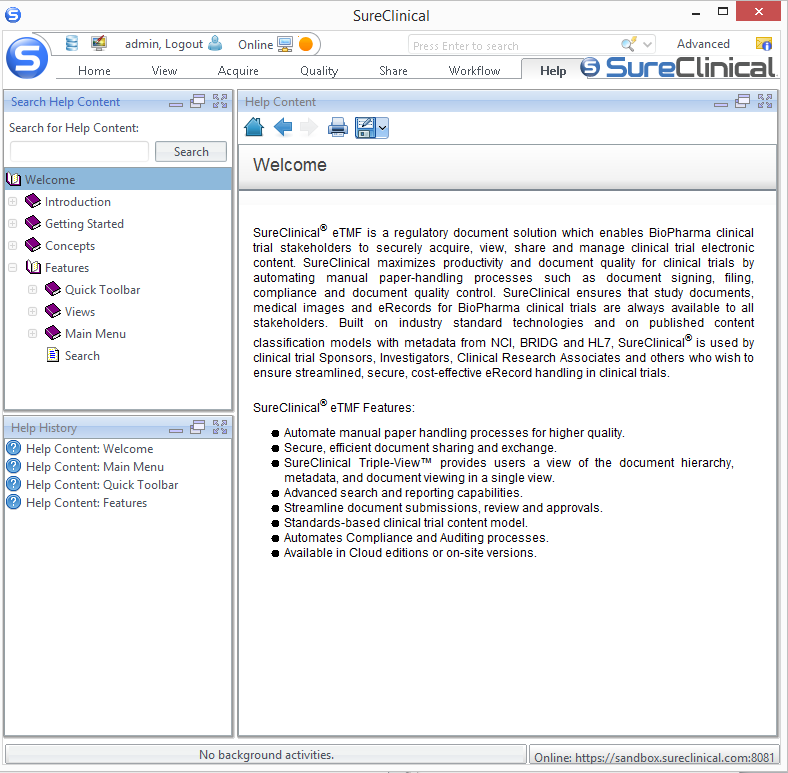 SureClinical
admin, Logout
Online
Press Enter to search
Advanced
Home
View
Acquire
Quality
Share
Workflow
Help
S SureClinical
Search Help Content
Search for Help Content:
Search
Welcome
Introduction
Getting Started
Concepts
Features
Quick Toolbar
Views
Main Menu
Search
Help History
Help Content: Welcome
Help Content: Main Menu
Help Content: Quick Toolbar
Help Content: Features
Help Content
Welcome
SureClinical® eTMF is a regulatory document solution which enables BioPharma clinical
trial stakeholders to securely acquire, view, share and manage clinical trial electronic
content. SureClinical maximizes productivity and document quality for clinical trials by
automating manual paper-handling processes such as document signing, filing,
compliance and document quality control. SureClinical ensures that study documents,
medical images and eRecords for BioPharma clinical trials are always available to all
stakeholders. Built on industry standard technologies and on published content
classification models with metadata from NCI, BRIDG and HL7, SureClinical® is used by
clinical trial Sponsors, Investigators, Clinical Research Associates and others who wish to
ensure streamlined, secure, cost-effective eRecord handling in clinical trials.
SureClinical® eTMF Features:
● Automate manual paper handling processes for higher quality.
● Secure, efficient document sharing and exchange.
● SureClinical Triple-View™ provides users a view of the document hierarchy,
metadata, and document viewing in a single view.
● Advanced search and reporting capabilities.
● Streamline document submissions, review and approvals.
● Standards-based clinical trial content model.
● Automates Compliance and Auditing processes.
● Available in Cloud editions or on-site versions.
No background activities.
Online: https://sandbox.sureclinical.com:8081